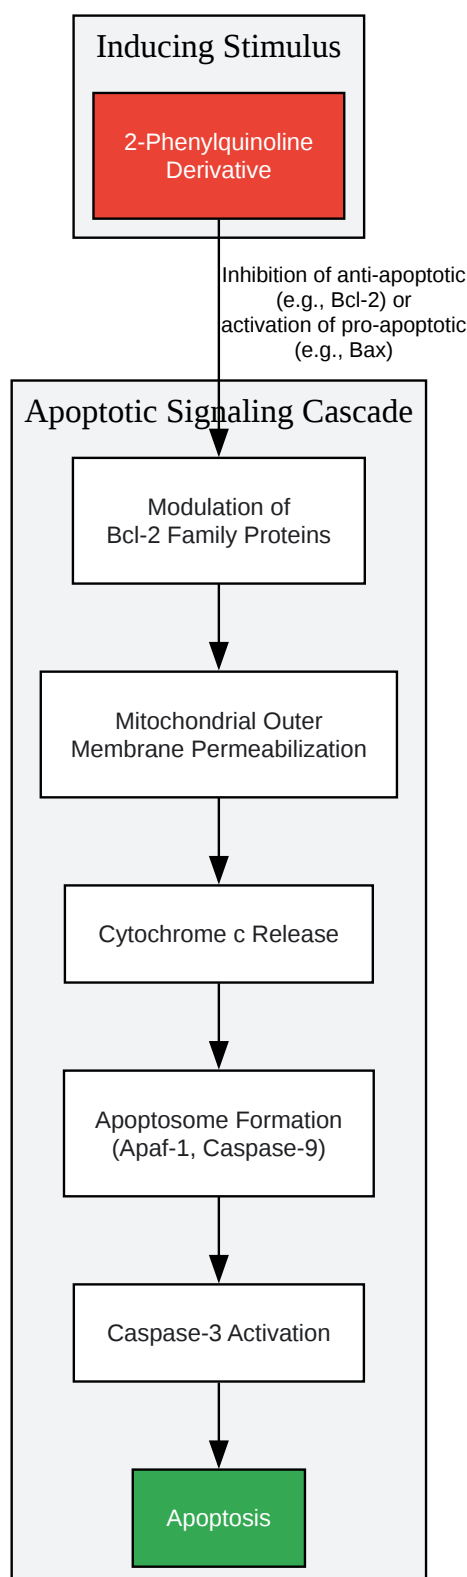 Inducing Stimulus
2-Phenylquinoline
Derivative
Inhibition of anti-apoptotic
(e.g., Bcl-2) or
activation of pro-apoptotic
(e.g., Bax)
Apoptotic Signaling Cascade
Modulation of
Bcl-2 Family Proteins
Mitochondrial Outer
Membrane Permeabilization
Cytochrome c Release
Apoptosome Formation
(Apaf-1, Caspase-9)
Caspase-3 Activation
Apoptosis